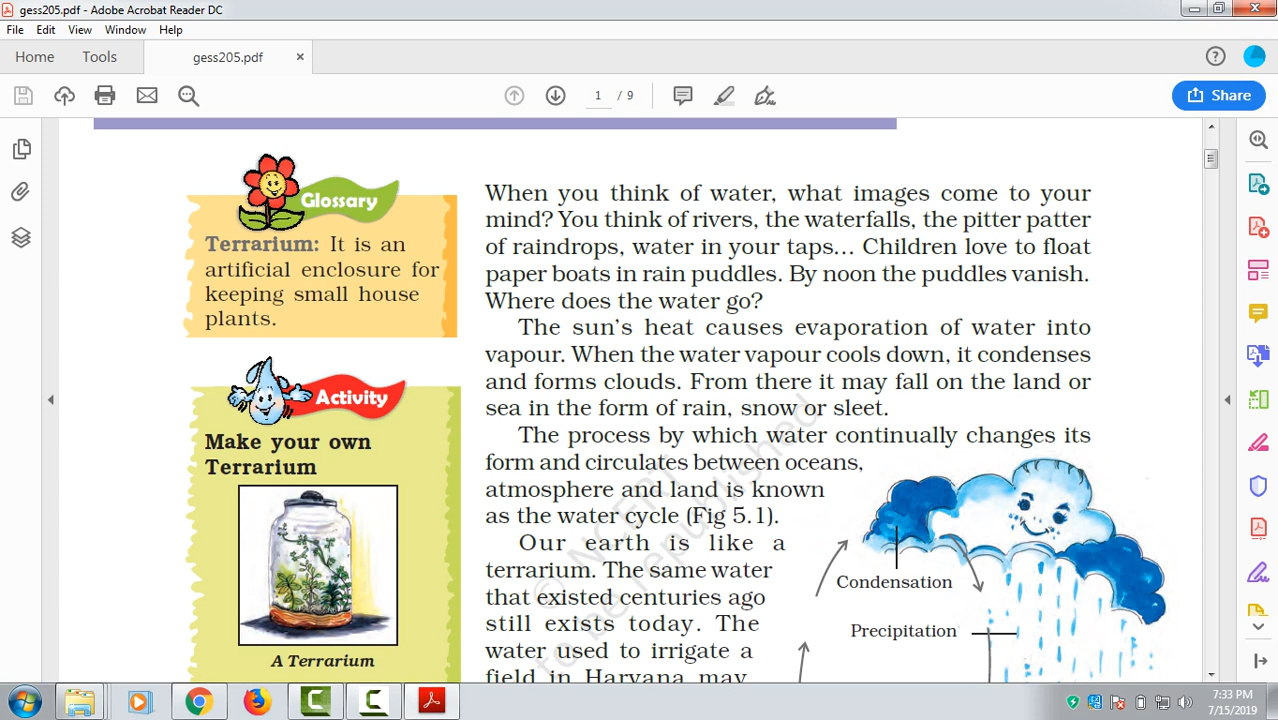 gess205.pdf - Adobe Acrobat Reader DC
File Edit View Window Help
Home Tools gess205.pdf ×
1 / 9
Share
Glossary
Terrarium: It is an
artificial enclosure for
keeping small house
plants.
Activity
Make your own
Terrarium
A Terrarium
When you think of water, what images come to your
mind? You think of rivers, the waterfalls, the pitter patter
of raindrops, water in your taps... Children love to float
paper boats in rain puddles. By noon the puddles vanish.
Where does the water go?
The sun's heat causes evaporation of water into
vapour. When the water vapour cools down, it condenses
and forms clouds. From there it may fall on the land or
sea in the form of rain, snow or sleet.
The process by which water continually changes its
form and circulates between oceans,
atmosphere and land is known
as the water cycle (Fig 5.1).
Our earth is like a
terrarium. The same water
that existed centuries ago
still exists today. The
water used to irrigate a
field in Haryana may
Condensation
Precipitation
© NCERT
to be republished
7:33 PM
7/15/2019